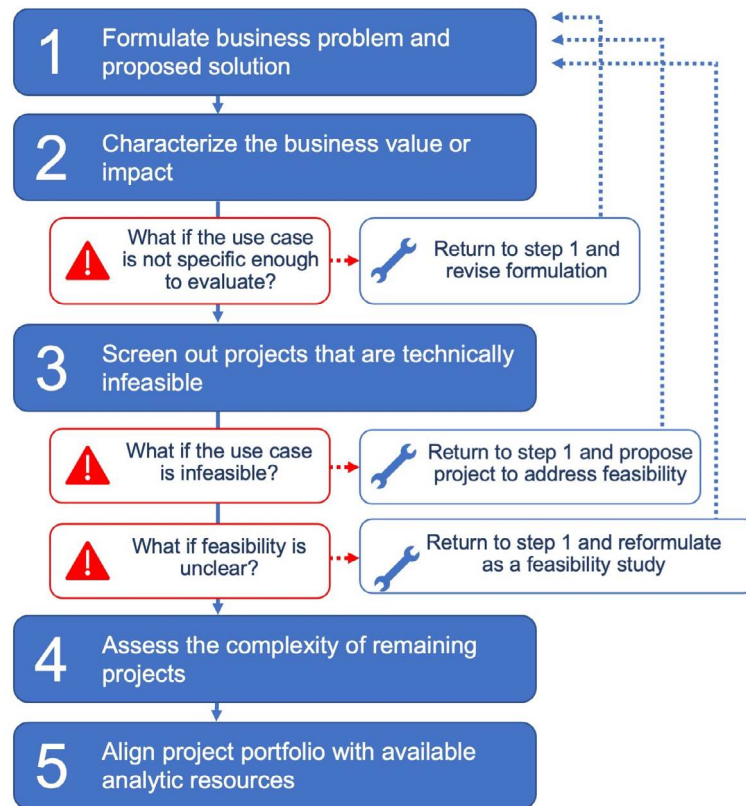 1
Formulate business problem and
proposed solution
2
Characterize the business value or
impact
What if the use case
is not specific enough
to evaluate?
Return to step 1 and
revise formulation
3
Screen out projects that are technically
infeasible
What if the use case
is infeasible?
Return to step 1 and propose
project to address feasibility
What if feasibility is
unclear?
Return to step 1 and reformulate
as a feasibility study
4
Assess the complexity of remaining
projects
5
Align project portfolio with available
analytic resources